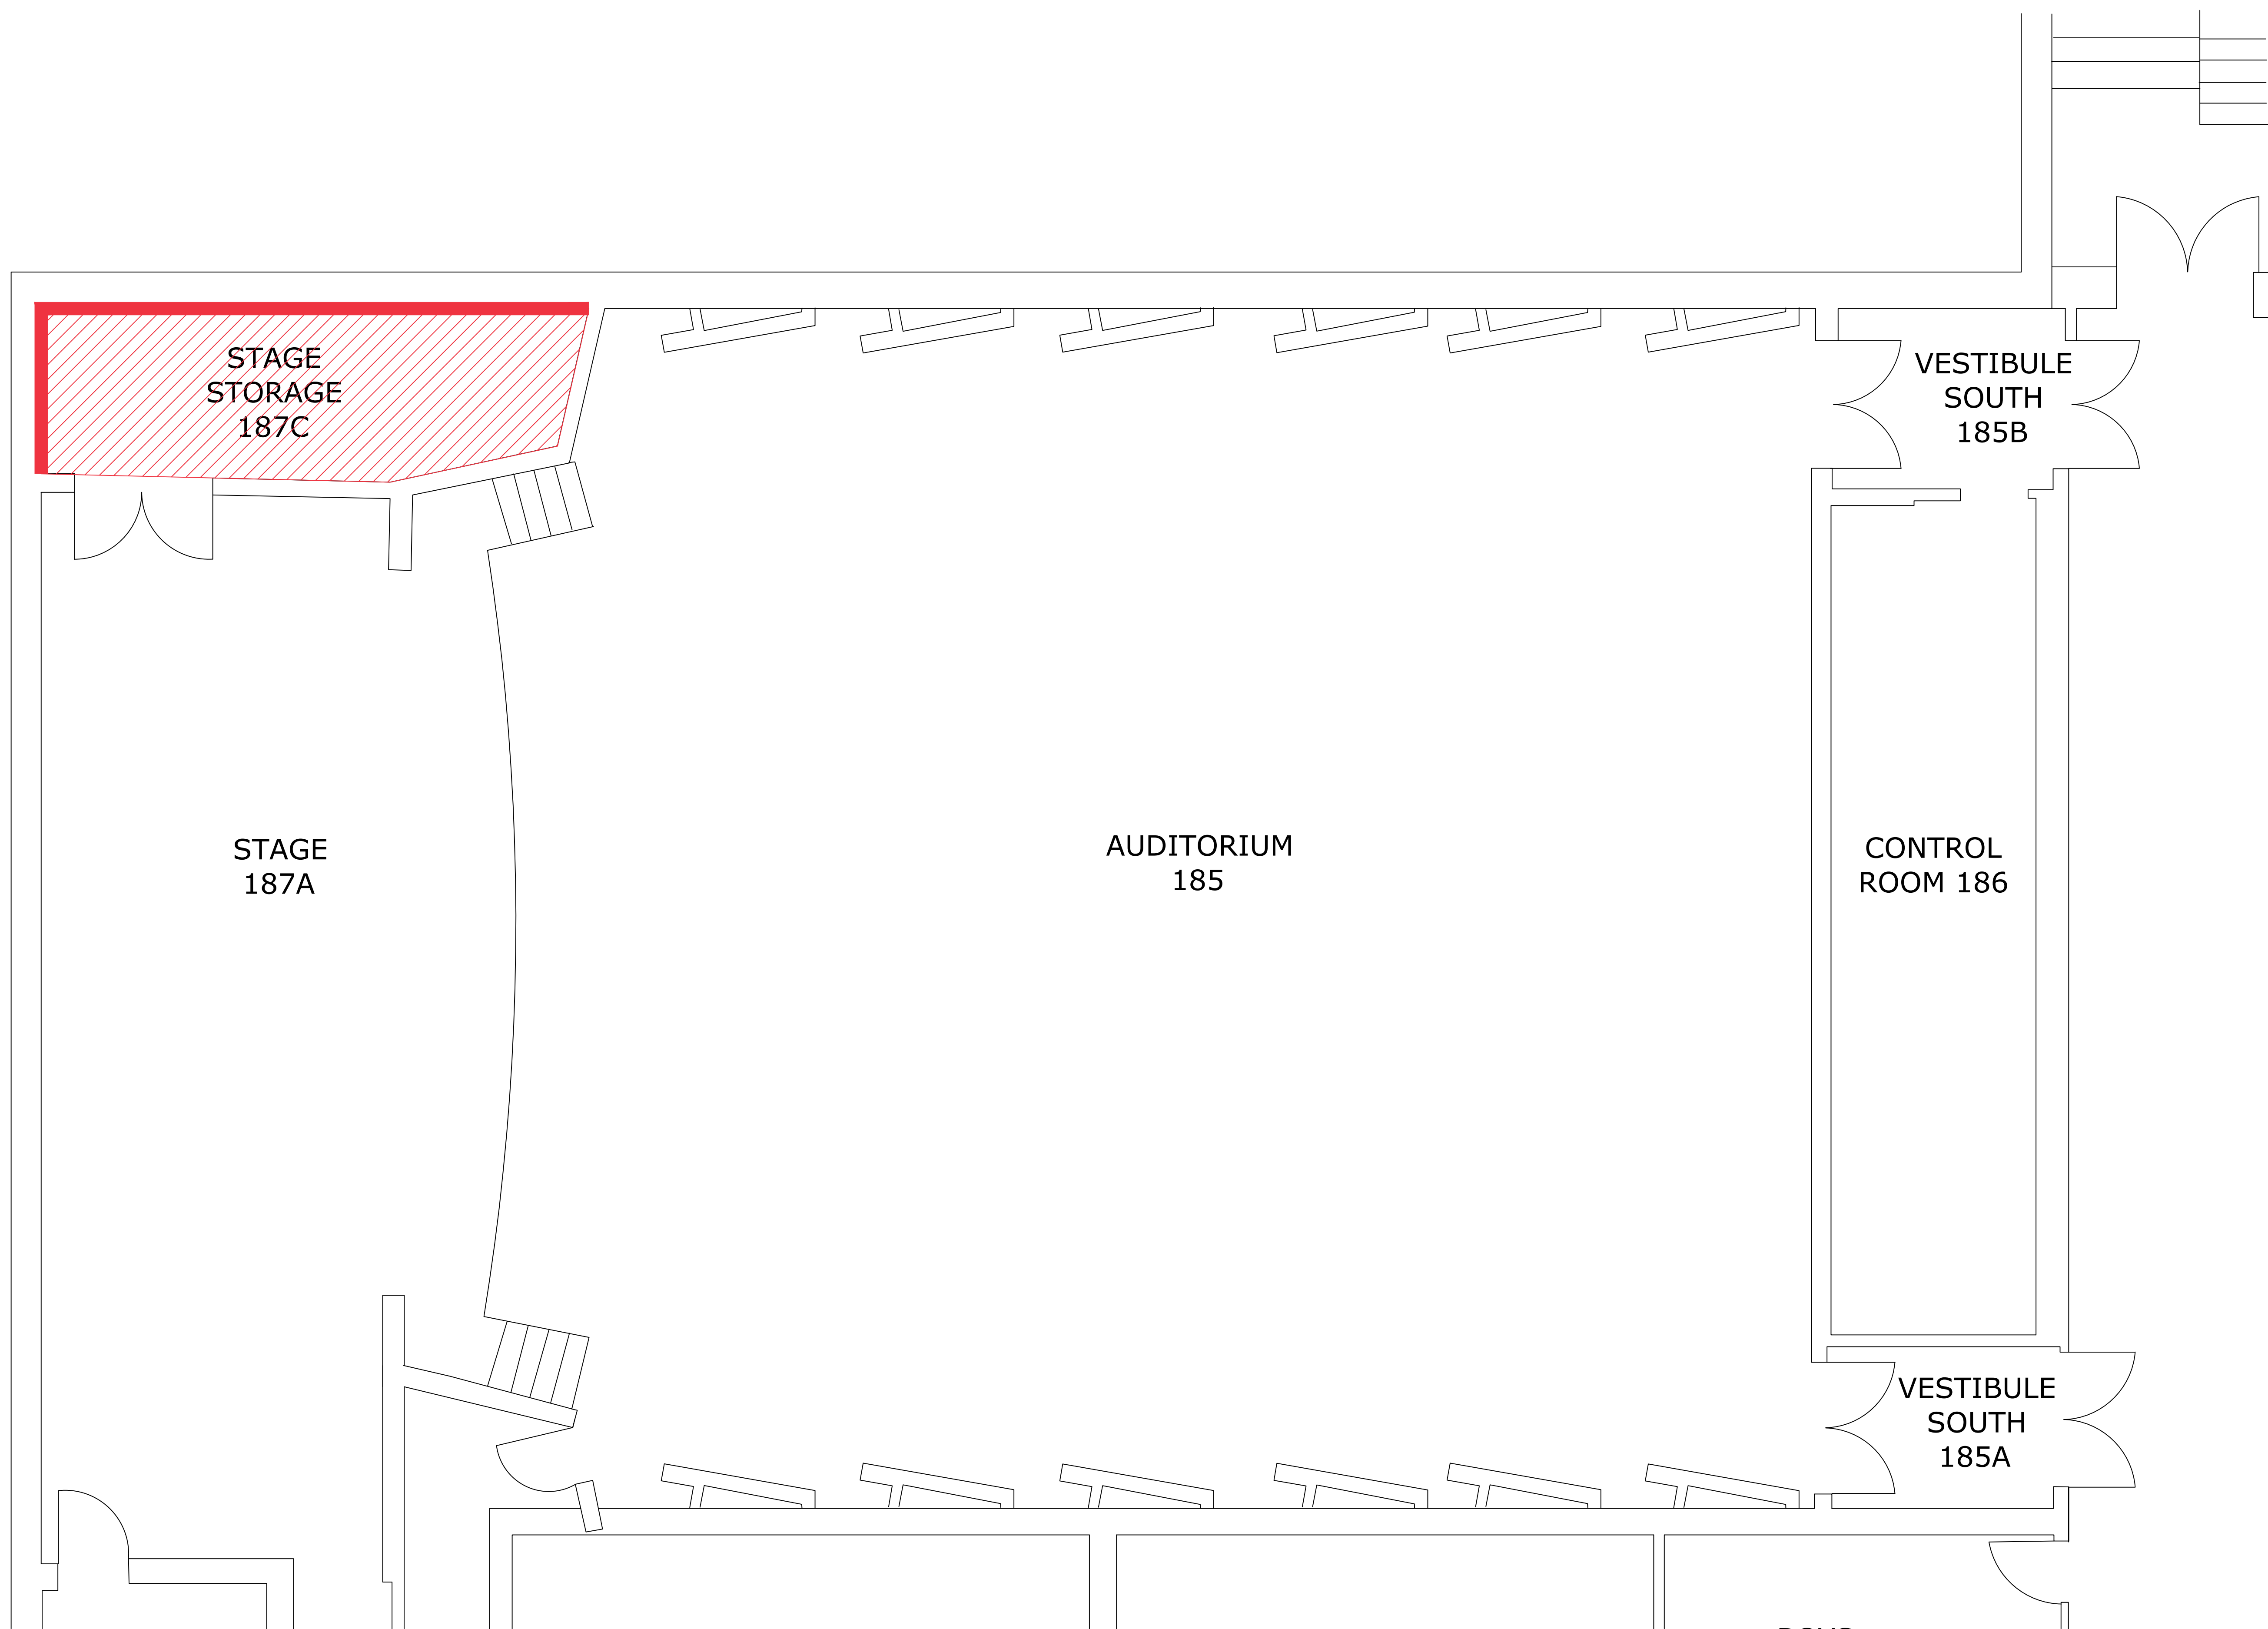 STAGE
STORAGE
187C
VESTIBULE
SOUTH
185B
STAGE
187A
AUDITORIUM
185
CONTROL
ROOM 186
VESTIBULE
SOUTH
185A